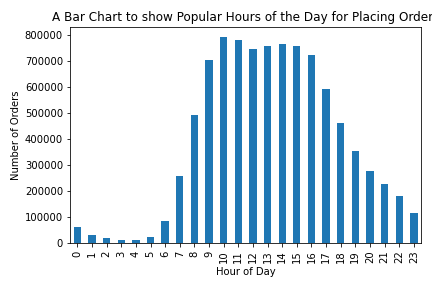 A Bar Chart to show Popular Hours of the Day for Placing Order
800000
700000
600000
500000
400000
300000
200000
100000
0
Number of Orders
0 1 2 3 4 5 6 7 8 9 10 11 12 13 14 15 16 17 18 19 20 21 22 23
Hour of Day